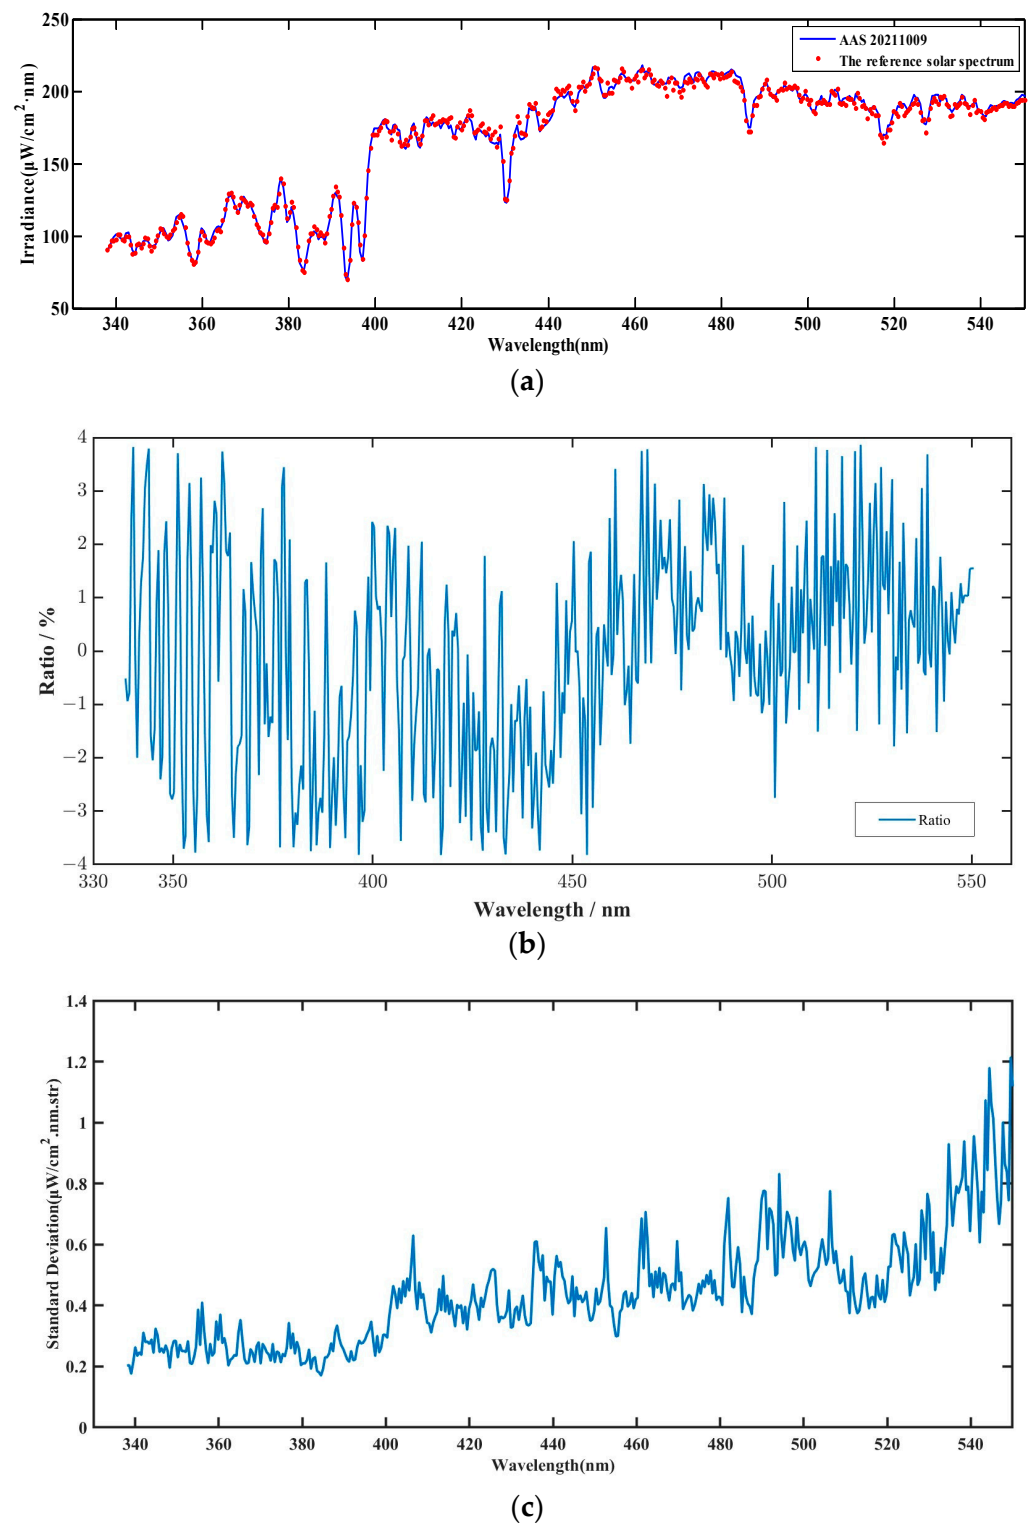 250
200
150
100
50
Irradiance(μW/cm²·nm)
AAS 20211009
The reference solar spectrum
340 360 380 400 420 440 460 480 500 520 540
Wavelength(nm)
(a)
4
3
2
1
0
−1
−2
−3
−4
Ratio / %
Ratio
330 350 400 450 500 550
Wavelength / nm
(b)
1.4
1.2
1
0.8
0.6
0.4
0.2
0
Standard Deviation(μW/cm².nm.str)
340 360 380 400 420 440 460 480 500 520 540
Wavelength(nm)
(c)